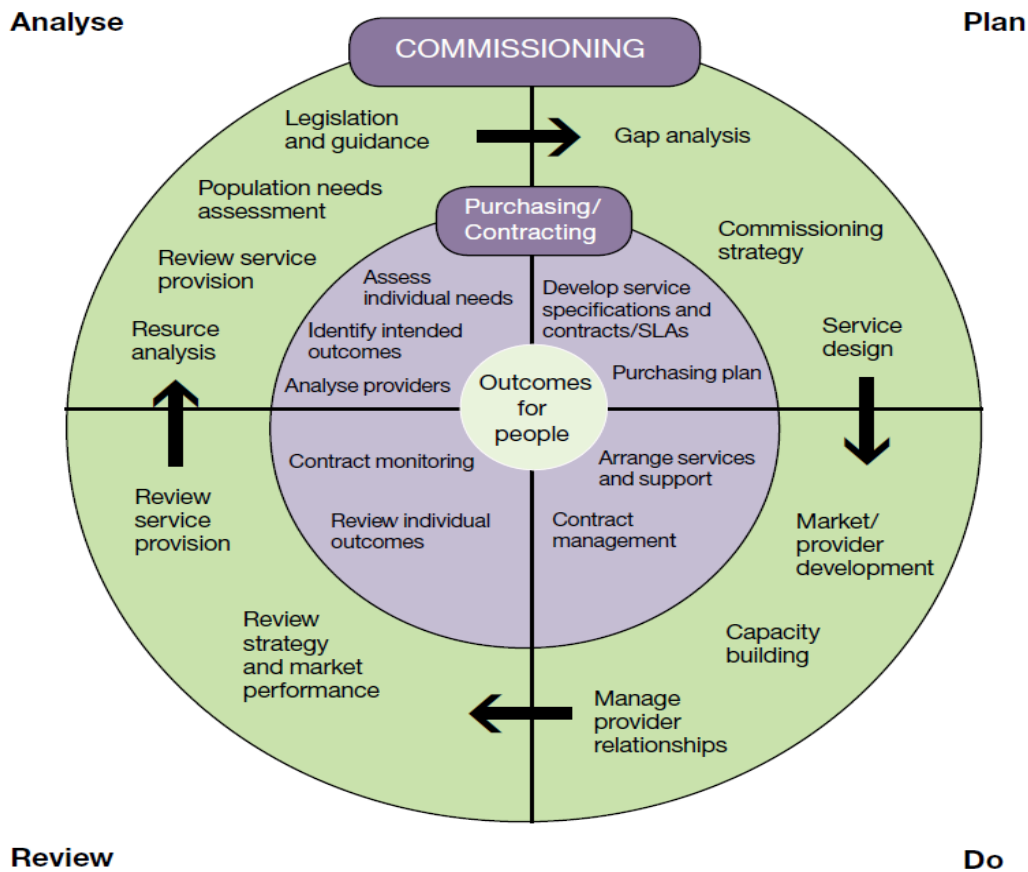 Analyse
Plan
COMMISSIONING
Legislation
and guidance
Gap analysis
Population needs
assessment
Purchasing/
Contracting
Commissioning
strategy
Review service
provision
Assess
individual needs
Develop service
specifications and
contracts/SLAs
Resurce
analysis
Identify intended
outcomes
Service
design
Analyse providers
Purchasing plan
Outcomes
for
people
Contract monitoring
Arrange services
and support
Review
service
provision
Review individual
outcomes
Contract
management
Market/
provider
development
Review
strategy
and market
performance
Capacity
building
Manage
provider
relationships
Review
Do